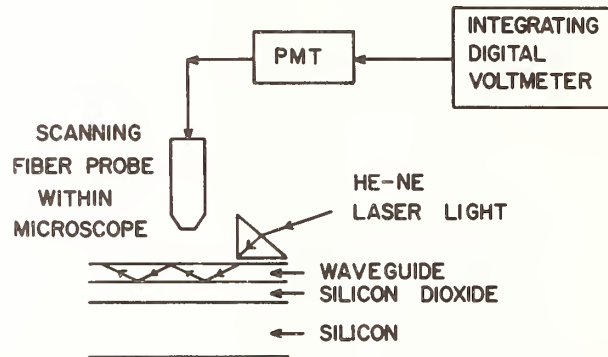 INTEGRATING
DIGITAL
VOLTMETER
PMT
SCANNING
FIBER PROBE
WITHIN
MICROSCOPE
HE-NE
LASER LIGHT
WAVEGUIDE
SILICON DIOXIDE
SILICON